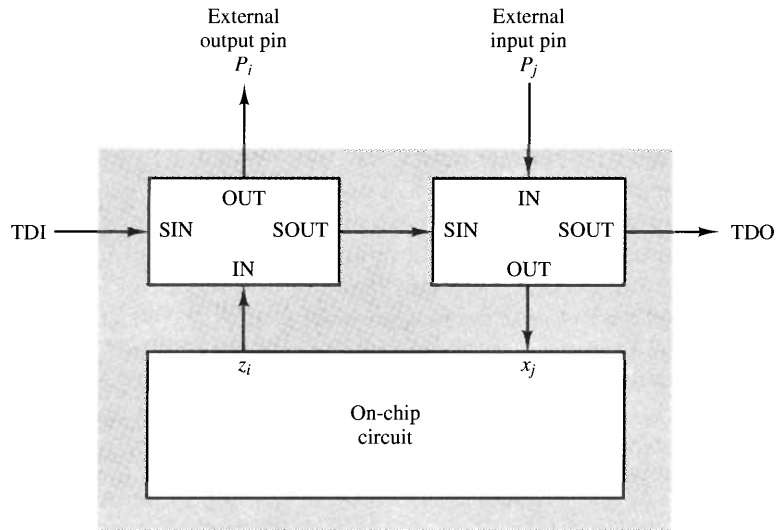 External
output pin
P_i
External
input pin
P_j
OUT
IN
TDI
SIN
SOUT
SIN
SOUT
TDO
IN
OUT
z_i
x_j
On-chip
circuit